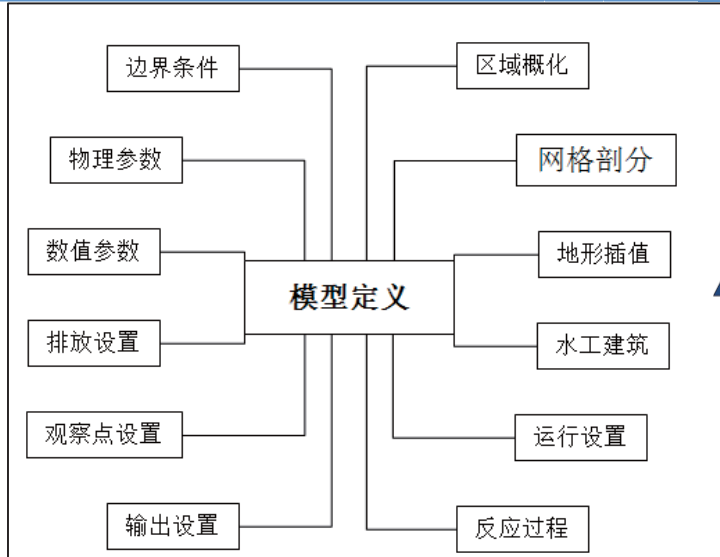 边界条件
区域概化
物理参数
网格剖分
数值参数
地形插值
模型定义
排放设置
水工建筑
观察点设置
运行设置
输出设置
反应过程